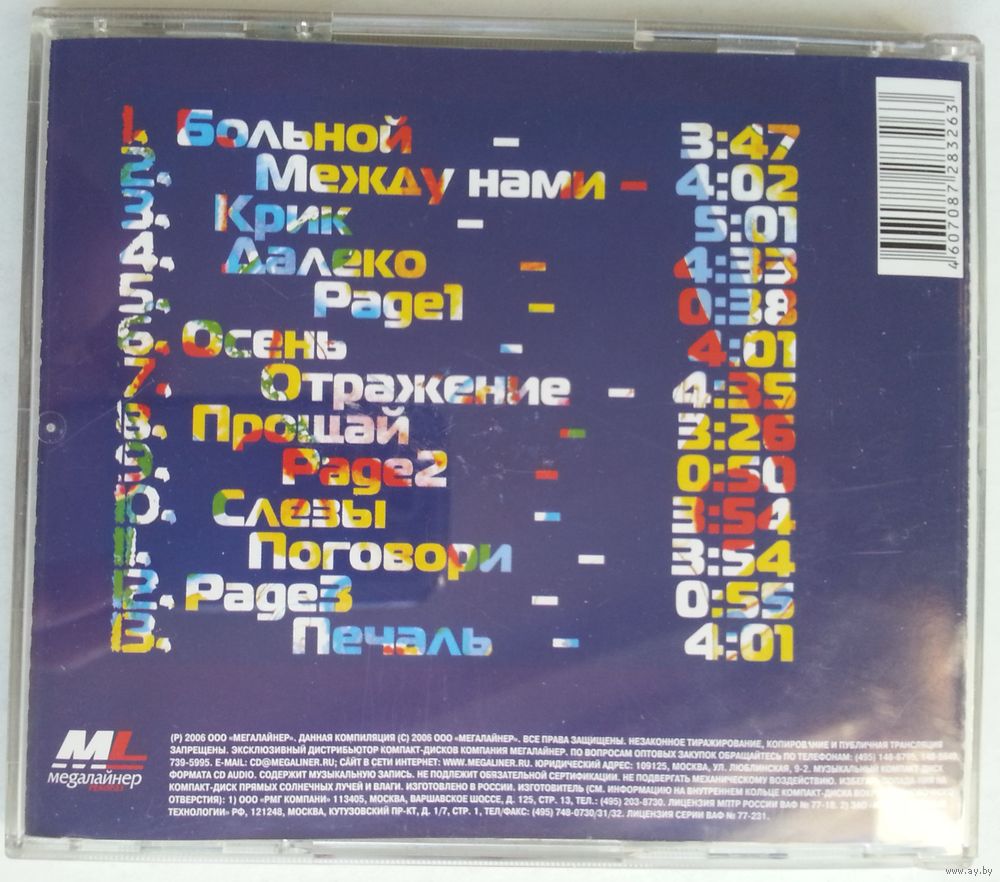 1. Больной – 3:47
2. Между нами – 4:02
3. Крик – 5:01
4. Далеко – 4:33
5. Page1 – 0:38
6. Осень – 4:01
7. Отражение – 4:35
8. Прощай – 3:26
9. Page2 – 0:50
10. Слезы – 3:54
11. Поговори – 3:54
12. Page3 – 0:55
13. Печаль – 4:01
4 607087 283263
ML
мегалайнер
RECORDS
(P) 2006 ООО «МЕГАЛАЙНЕР». ДАННАЯ КОМПИЛЯЦИЯ (C) 2006 ООО «МЕГАЛАЙНЕР». ВСЕ ПРАВА ЗАЩИЩЕНЫ. НЕЗАКОННОЕ ТИРАЖИРОВАНИЕ, КОПИРОВАНИЕ И ПУБЛИЧНАЯ ТРАНСЛЯЦИЯ
ЗАПРЕЩЕНЫ. ЭКСКЛЮЗИВНЫЙ ДИСТРИБЬЮТОР КОМПАКТ-ДИСКОВ КОМПАНИЯ МЕГАЛАЙНЕР. ПО ВОПРОСАМ ОПТОВЫХ ЗАКУПОК ОБРАЩАЙТЕСЬ ПО ТЕЛЕФОНАМ: (495)
739-5995. E-MAIL: CD@MEGALINER.RU; САЙТ В СЕТИ ИНТЕРНЕТ: WWW.MEGALINER.RU. ЮРИДИЧЕСКИЙ АДРЕС: 109125, МОСКВА, УЛ. ЛЮБЛИНСКАЯ, 9-2. МУЗЫКАЛЬНЫЙ КОМПАКТ-ДИСК
ФОРМАТА CD AUDIO. СОДЕРЖИТ МУЗЫКАЛЬНУЮ ЗАПИСЬ. НЕ ПОДЛЕЖИТ ОБЯЗАТЕЛЬНОЙ СЕРТИФИКАЦИИ. НЕ ПОДВЕРГАТЬ МЕХАНИЧЕСКОМУ ВОЗДЕЙСТВИЮ. ИЗБЕГАТЬ ПОПАДАНИЯ НА
КОМПАКТ-ДИСК ПРЯМЫХ СОЛНЕЧНЫХ ЛУЧЕЙ И ВЛАГИ. ИЗГОТОВЛЕНО В РОССИИ. ИЗГОТОВИТЕЛЬ (СМ. ИНФОРМАЦИЮ НА ВНУТРЕННЕМ КОЛЬЦЕ КОМПАКТ-ДИСКА
ОТВЕРСТИЯ): 1) ООО «РМГ КОМПАНИ» 113405, МОСКВА, ВАРШАВСКОЕ ШОССЕ, Д. 125, СТР. 13, ТЕЛ.: (495) 203-8730. ЛИЦЕНЗИЯ МПТР РОССИИ ВАФ № 77-18. 2) ЗАО
ТЕХНОЛОГИИ» РФ, 121248, МОСКВА, КУТУЗОВСКИЙ ПР-КТ, Д. 1/7, СТР. 1, ТЕЛ/ФАКС: (495) 748-0730/31/32. ЛИЦЕНЗИЯ СЕРИИ ВАФ № 77-231.
www.ay.by